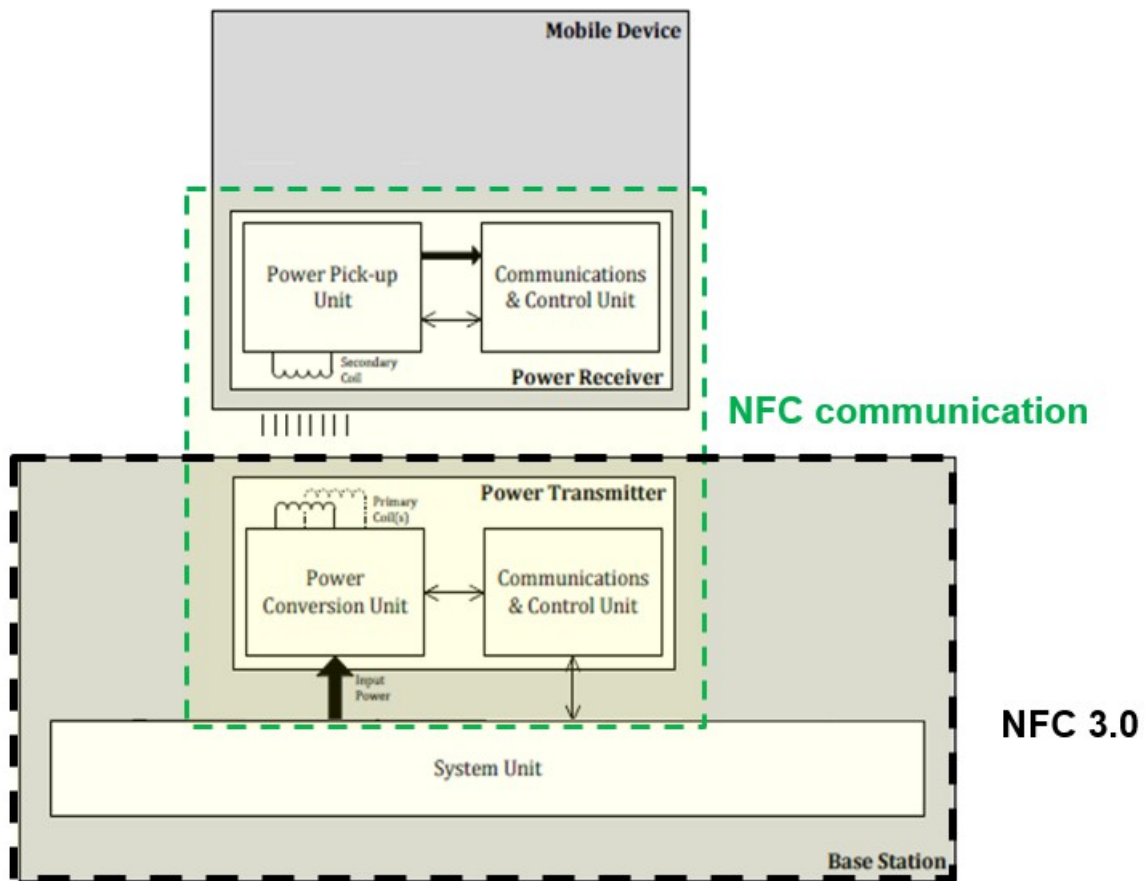 Mobile Device
Power Pick-up
Unit
Communications
& Control Unit
Secondary
Coil
Power Receiver
NFC communication
Power Transmitter
Primary
Coil(s)
Power
Conversion Unit
Communications
& Control Unit
Input
Power
NFC 3.0
System Unit
Base Station